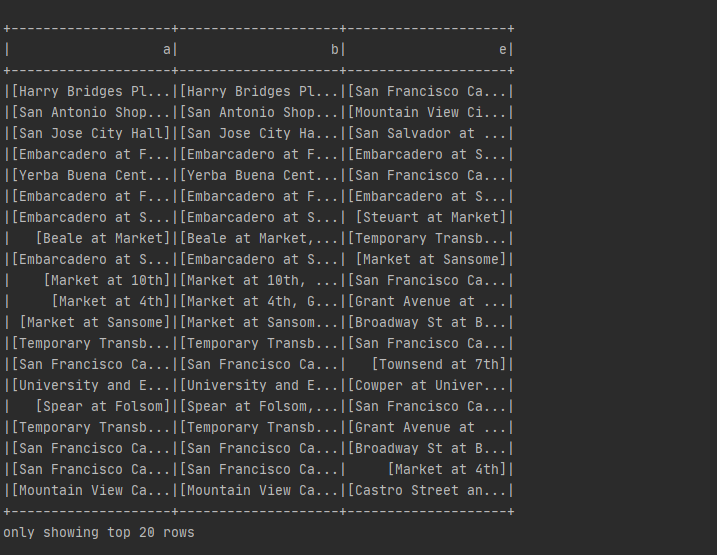 +--------------------+--------------------+--------------------+
|                   a|                   b|                   e|
+--------------------+--------------------+--------------------+
|[Harry Bridges Pl...|[Harry Bridges Pl...|[San Francisco Ca...|
|[San Antonio Shop...|[San Antonio Shop...|[Mountain View Ci...|
|[San Jose City Hall]|[San Jose City Ha...|[San Salvador at ...|
|[Embarcadero at F...|[Embarcadero at F...|[Embarcadero at S...|
|[Yerba Buena Cent...|[Yerba Buena Cent...|[San Francisco Ca...|
|[Embarcadero at F...|[Embarcadero at F...|[Embarcadero at S...|
|[Embarcadero at S...|[Embarcadero at S...| [Steuart at Market]|
|   [Beale at Market]|[Beale at Market,...|[Temporary Transb...|
|[Embarcadero at S...|[Embarcadero at S...| [Market at Sansome]|
|    [Market at 10th]|[Market at 10th, ...|[San Francisco Ca...|
|     [Market at 4th]|[Market at 4th, G...|[Grant Avenue at ...|
| [Market at Sansome]|[Market at Sansom...|[Broadway St at B...|
|[Temporary Transb...|[Temporary Transb...|[San Francisco Ca...|
|[San Francisco Ca...|[San Francisco Ca...|   [Townsend at 7th]|
|[University and E...|[University and E...|[Cowper at Univer...|
|   [Spear at Folsom]|[Spear at Folsom,...|[San Francisco Ca...|
|[Temporary Transb...|[Temporary Transb...|[Grant Avenue at ...|
|[San Francisco Ca...|[San Francisco Ca...|[Broadway St at B...|
|[San Francisco Ca...|[San Francisco Ca...|     [Market at 4th]|
|[Mountain View Ca...|[Mountain View Ca...|[Castro Street an...|
+--------------------+--------------------+--------------------+
only showing top 20 rows